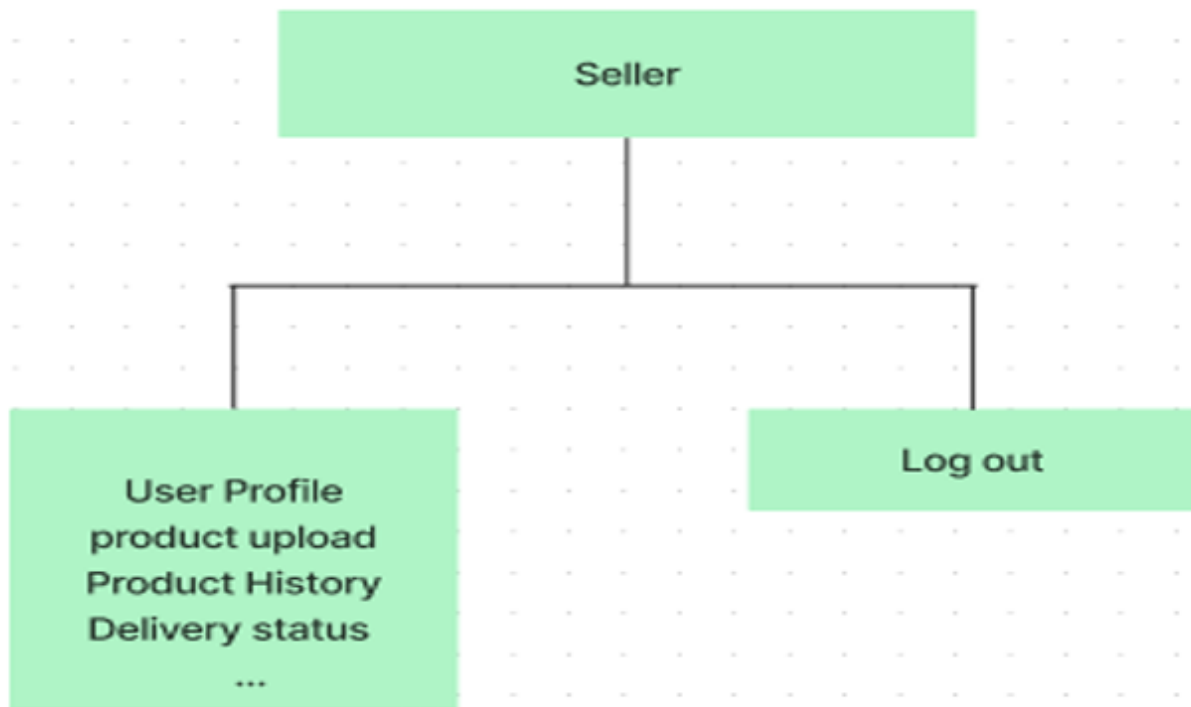 Seller
User Profile
product upload
Product History
Delivery status
...
Log out